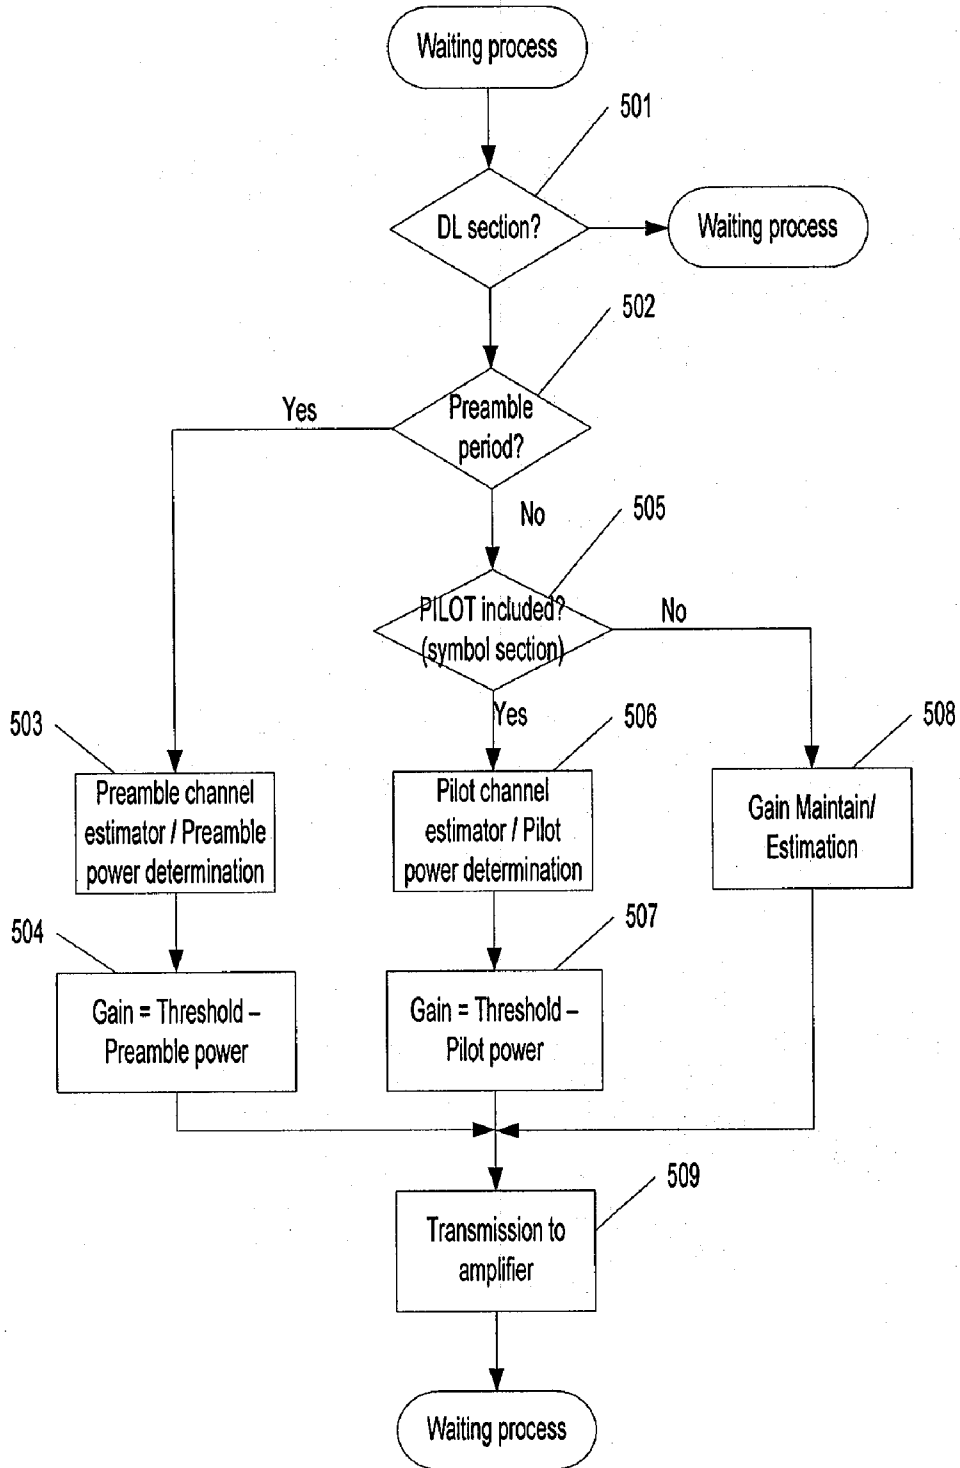 Waiting process
501
DL section?
Waiting process
502
Preamble
period?
Yes
No
505
PILOT included?
(symbol section)
No
Yes
503
506
508
Preamble channel
estimator / Preamble
power determination
Pilot channel
estimator / Pilot
power determination
Gain Maintain/
Estimation
504
507
Gain = Threshold –
Preamble power
Gain = Threshold –
Pilot power
509
Transmission to
amplifier
Waiting process